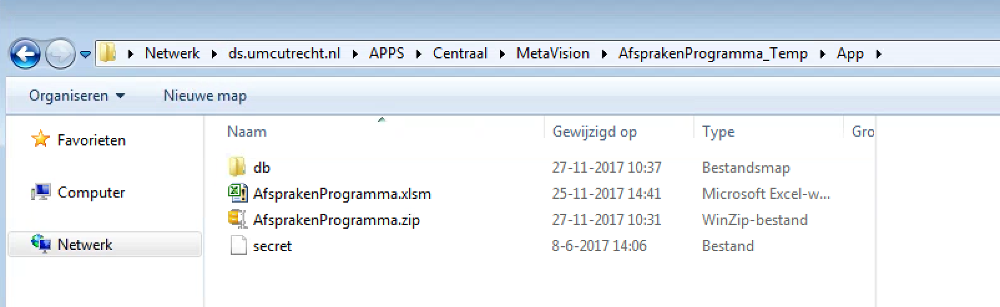 Netwerk ds.umcutrecht.nl APPS Centraal MetaVision AfsprakenProgramma_Temp App
Organiseren Nieuwe map
Favorieten
Computer
Netwerk
Naam Gewijzigd op Type Gro
db 27-11-2017 10:37 Bestandsmap
AfsprakenProgramma.xlsm 25-11-2017 14:41 Microsoft Excel-w...
AfsprakenProgramma.zip 27-11-2017 10:31 WinZip-bestand
secret 8-6-2017 14:06 Bestand